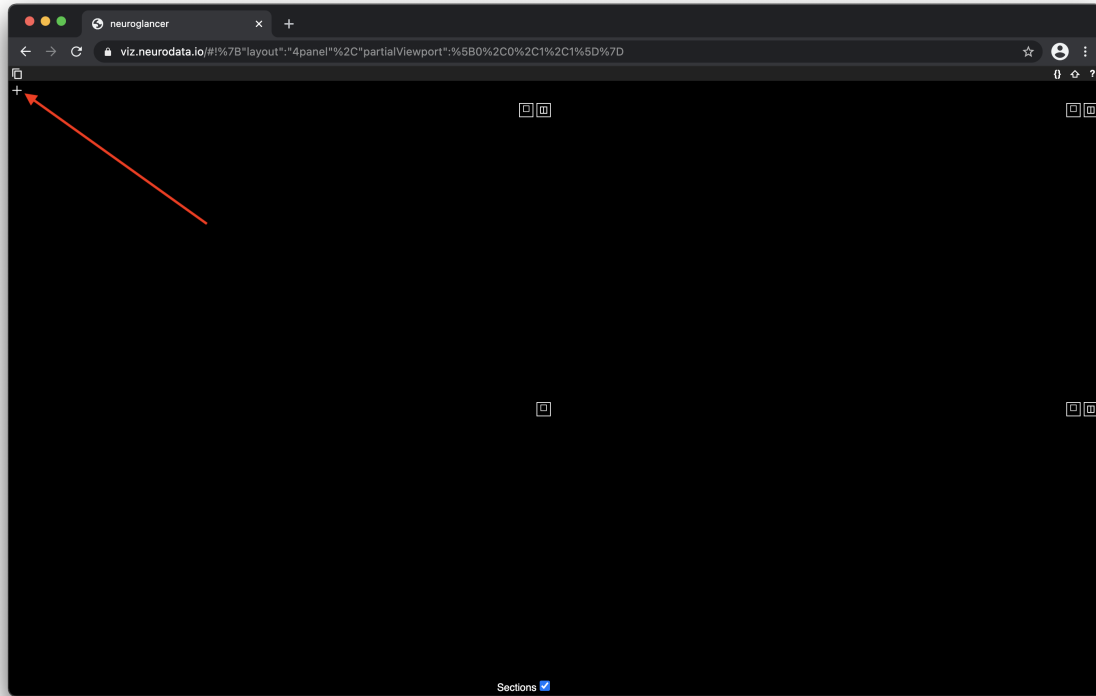 neuroglancer
viz.neurodata.io/#!%7B"layout":"4panel"%2C"partialViewport":%5B0%2C0%2C1%2C1%5D%7D
{} ?
+
Sections